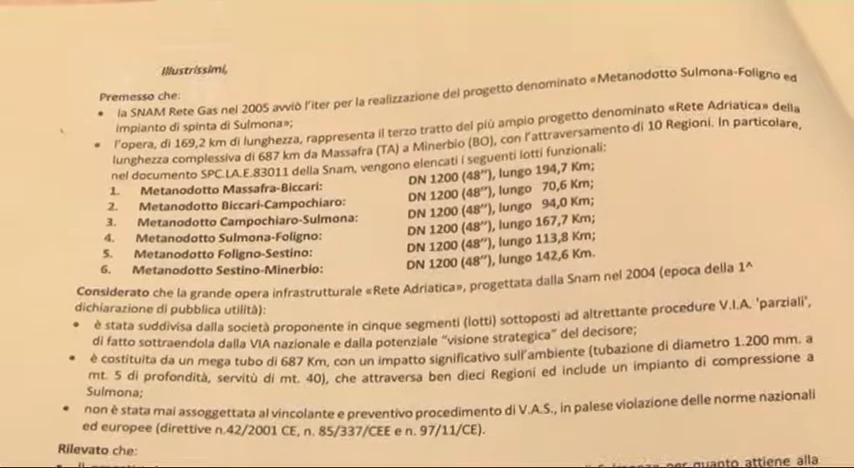 Illustrissimi,
Premesso che:
• la SNAM Rete Gas nel 2005 avviò l'iter per la realizzazione del progetto denominato «Metanodotto Sulmona-Foligno ed
impianto di spinta di Sulmona»;
• l'opera, di 169,2 km di lunghezza, rappresenta il terzo tratto del più ampio progetto denominato «Rete Adriatica» della
lunghezza complessiva di 687 km da Massafra (TA) a Minerbio (BO), con l'attraversamento di 10 Regioni. In particolare,
nel documento SPC.LA.E.83011 della Snam, vengono elencati i seguenti lotti funzionali:
1. Metanodotto Massafra-Biccari: DN 1200 (48"), lungo 194,7 Km;
2. Metanodotto Biccari-Campochiaro: DN 1200 (48"), lungo 70,6 Km;
3. Metanodotto Campochiaro-Sulmona: DN 1200 (48"), lungo 94,0 Km;
4. Metanodotto Sulmona-Foligno: DN 1200 (48"), lungo 167,7 Km;
5. Metanodotto Foligno-Sestino: DN 1200 (48"), lungo 113,8 Km;
6. Metanodotto Sestino-Minerbio: DN 1200 (48"), lungo 142,6 Km.
Considerato che la grande opera infrastrutturale «Rete Adriatica», progettata dalla Snam nel 2004 (epoca della 1^
dichiarazione di pubblica utilità):
• è stata suddivisa dalla società proponente in cinque segmenti (lotti) sottoposti ad altrettante procedure V.I.A. 'parziali',
di fatto sottraendola dalla VIA nazionale e dalla potenziale "visione strategica" del decisore;
• è costituita da un mega tubo di 687 Km, con un impatto significativo sull'ambiente (tubazione di diametro 1.200 mm. a
mt. 5 di profondità, servitù di mt. 40), che attraversa ben dieci Regioni ed include un impianto di compressione a
Sulmona;
• non è stata mai assoggettata al vincolante e preventivo procedimento di V.A.S., in palese violazione delle norme nazionali
ed europee (direttive n.42/2001 CE, n. 85/337/CEE e n. 97/11/CE).
Rilevato che:
per quanto attiene alla